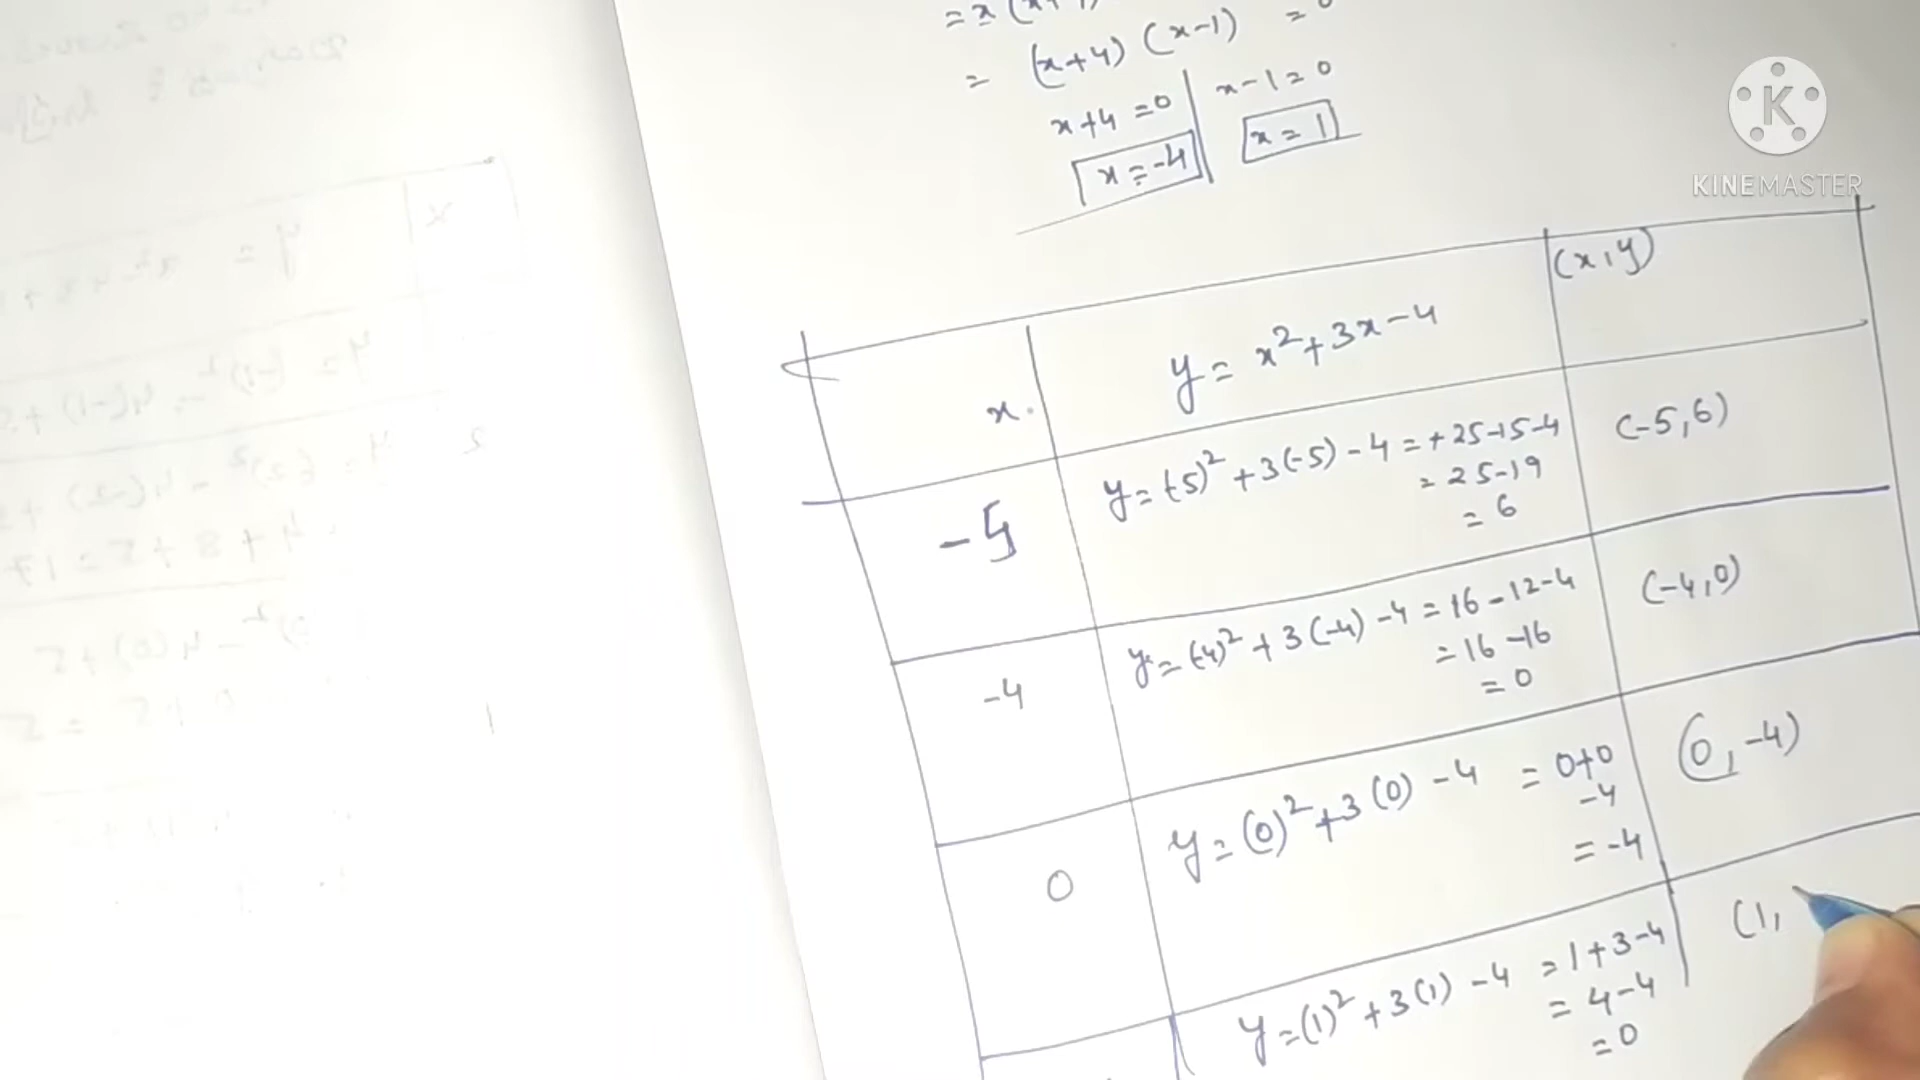 = (x+4) (x-1) = 0
x+4 = 0
x-1 = 0
x = -4
x = 1
KINEMASTER
x
y = x²+3x-4
(x,y)
-5
y = (-5)² + 3(-5) - 4 = +25-15-4
= 25-19
= 6
(-5,6)
-4
y = (-4)² + 3(-4) - 4 = 16-12-4
= 16-16
= 0
(-4,0)
0
y = (0)² + 3(0) - 4 = 0+0
-4
= -4
(0,-4)
y = (1)² + 3(1) - 4 = 1+3-4
= 4-4
= 0
(1,